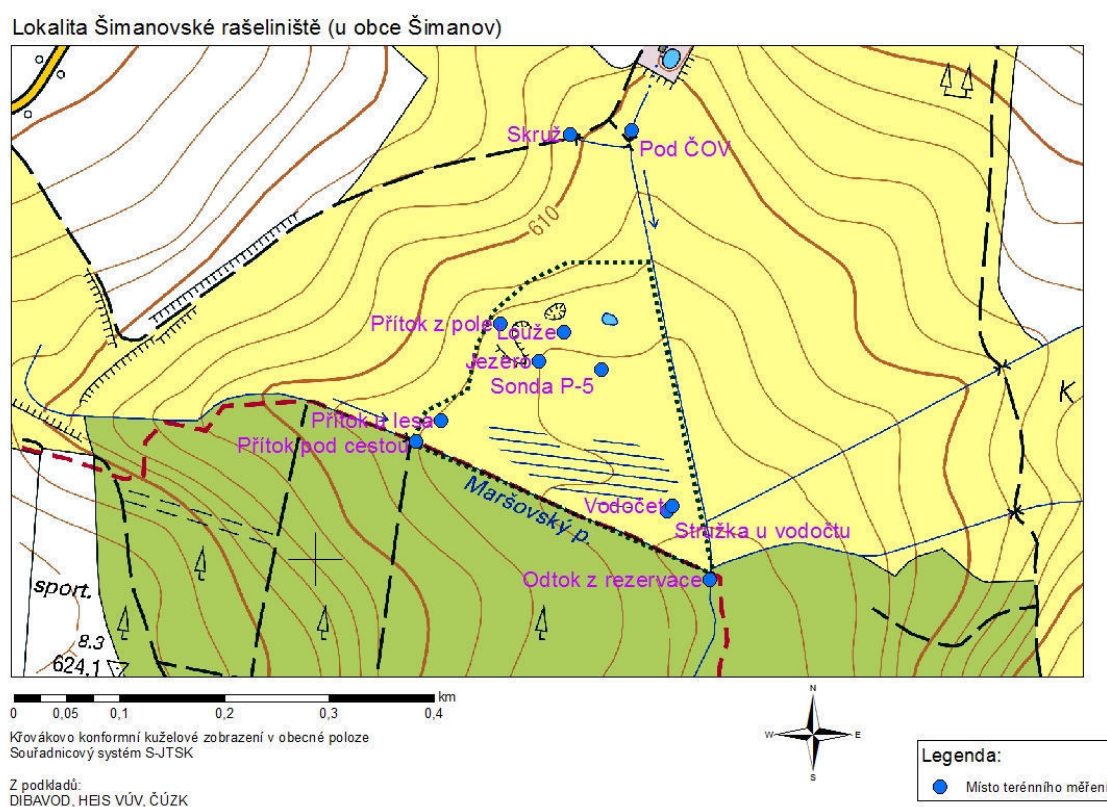 Lokalita Šimanovské rašeliniště (u obce Šimanov)
Skruž
Pod ČOV
610
Přítok z pole
Louže
Jezero
Sonda P-5
Přítok u lesa
Přítok pod cestou
K
Maršovský p.
Vodočet
Stružka u vodočtu
Odtok z rezervace
sport.
8.3
624.1
0 0,05 0,1 0,2 0,3 0,4 km
N
W E
S
Křovákovo konformní kuželové zobrazení v obecné poloze
Souřadnicový systém S-JTSK
Z podkladů:
DIBAVOD, HEIS VÚV, ČÚZK
Legenda:
Místo terénního měření